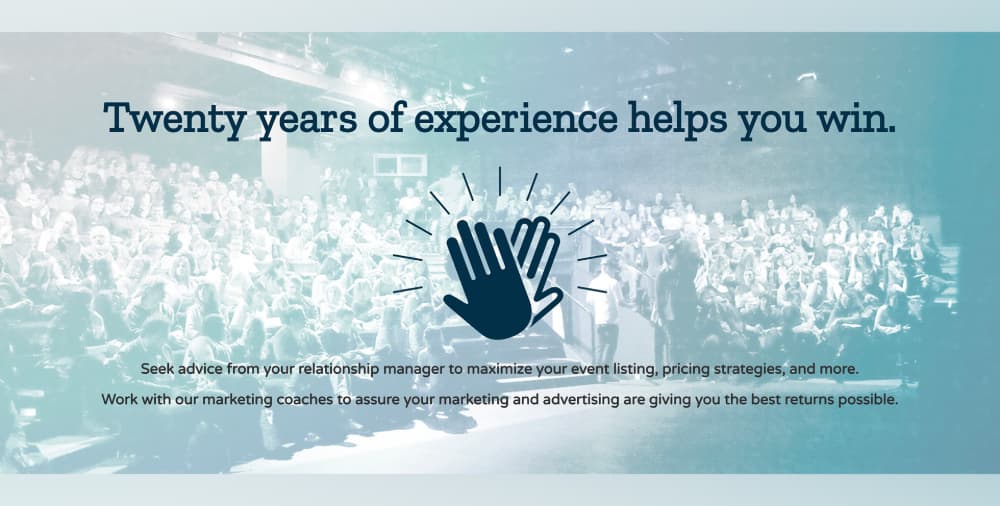 Twenty years of experience helps you win.
Seek advice from your relationship manager to maximize your event listing, pricing strategies, and more.
Work with our marketing coaches to assure your marketing and advertising are giving you the best returns possible.